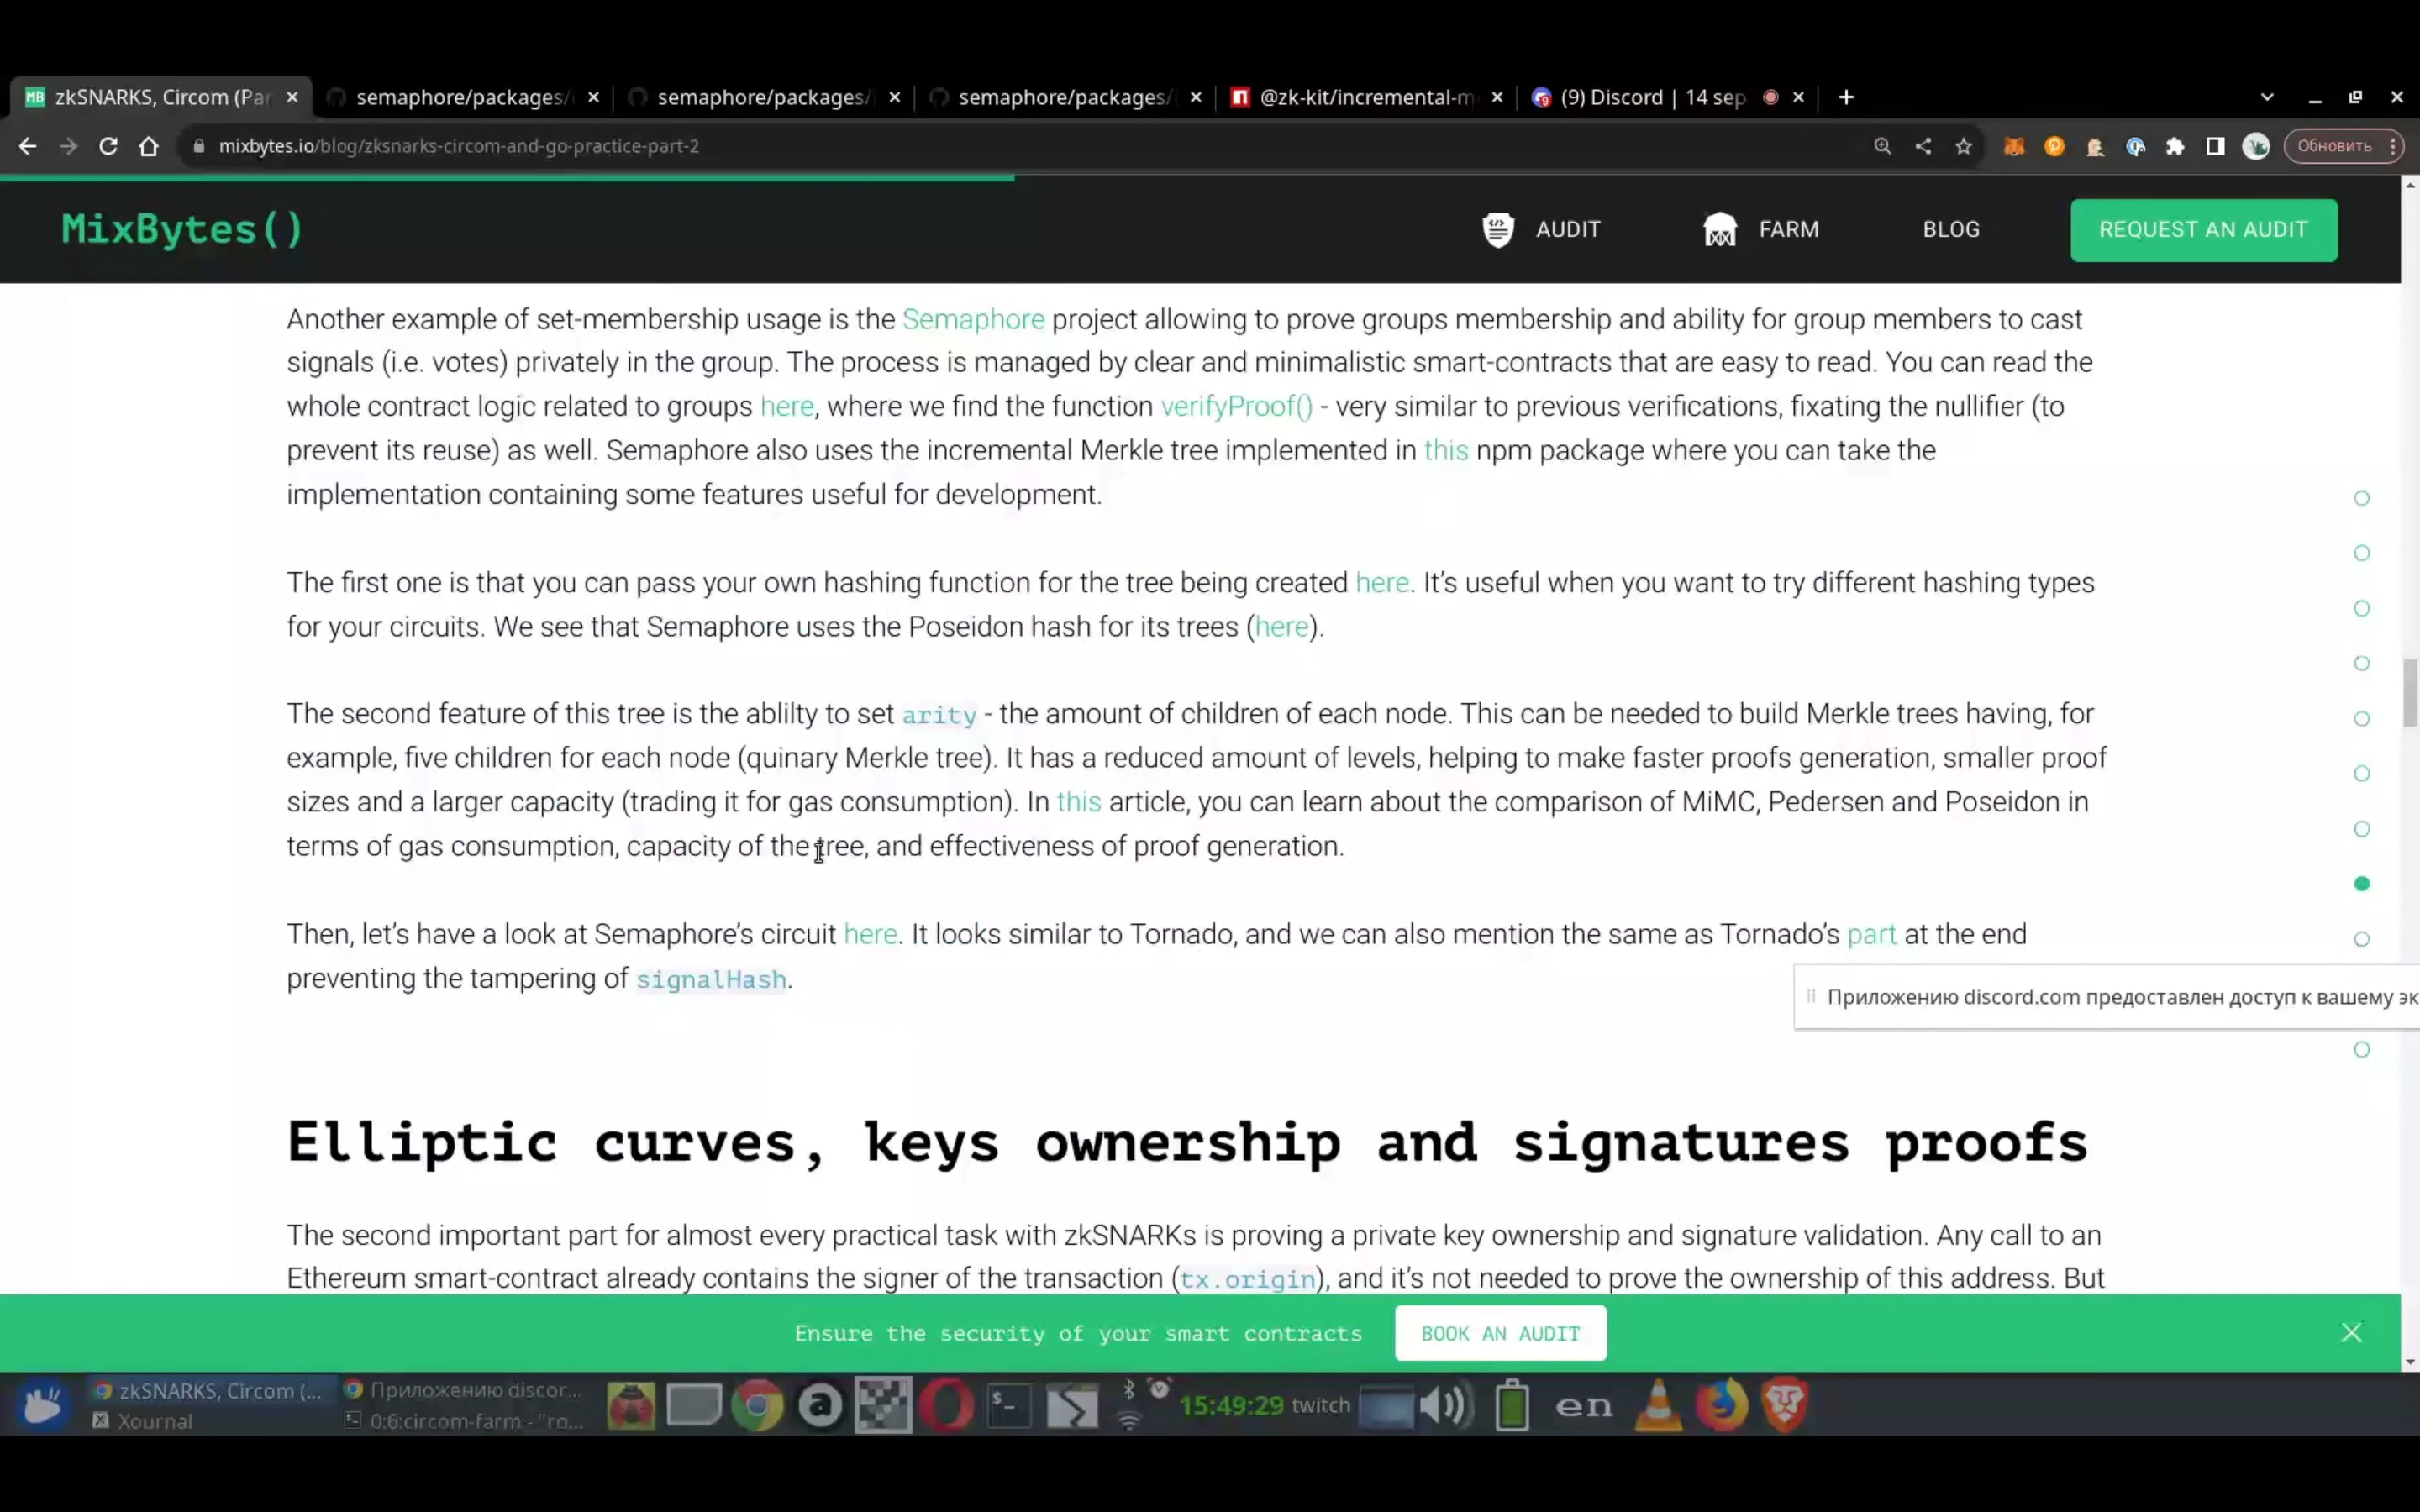 zkSNARKS, Circom (Par
semaphore/packages/
semaphore/packages/
semaphore/packages/
@zk-kit/incremental-m
(9) Discord | 14 sep
mixbytes.io/blog/zksnarks-circom-and-go-practice-part-2
Обновить
MixBytes()
AUDIT
FARM
BLOG
REQUEST AN AUDIT
Another example of set-membership usage is the Semaphore project allowing to prove groups membership and ability for group members to cast
signals (i.e. votes) privately in the group. The process is managed by clear and minimalistic smart-contracts that are easy to read. You can read the
whole contract logic related to groups here, where we find the function verifyProof() - very similar to previous verifications, fixating the nullifier (to
prevent its reuse) as well. Semaphore also uses the incremental Merkle tree implemented in this npm package where you can take the
implementation containing some features useful for development.
The first one is that you can pass your own hashing function for the tree being created here. It’s useful when you want to try different hashing types
for your circuits. We see that Semaphore uses the Poseidon hash for its trees (here).
The second feature of this tree is the ablilty to set arity - the amount of children of each node. This can be needed to build Merkle trees having, for
example, five children for each node (quinary Merkle tree). It has a reduced amount of levels, helping to make faster proofs generation, smaller proof
sizes and a larger capacity (trading it for gas consumption). In this article, you can learn about the comparison of MiMC, Pedersen and Poseidon in
terms of gas consumption, capacity of the tree, and effectiveness of proof generation.
Then, let’s have a look at Semaphore’s circuit here. It looks similar to Tornado, and we can also mention the same as Tornado’s part at the end
preventing the tampering of signalHash.
Приложению discord.com предоставлен доступ к вашему эк
Elliptic curves, keys ownership and signatures proofs
The second important part for almost every practical task with zkSNARKs is proving a private key ownership and signature validation. Any call to an
Ethereum smart-contract already contains the signer of the transaction (tx.origin), and it’s not needed to prove the ownership of this address. But
Ensure the security of your smart contracts
BOOK AN AUDIT
zkSNARKS, Circom (...
Приложению discor...
Xournal
0:6:circom-farm - "ro...
15:49:29 twitch
en